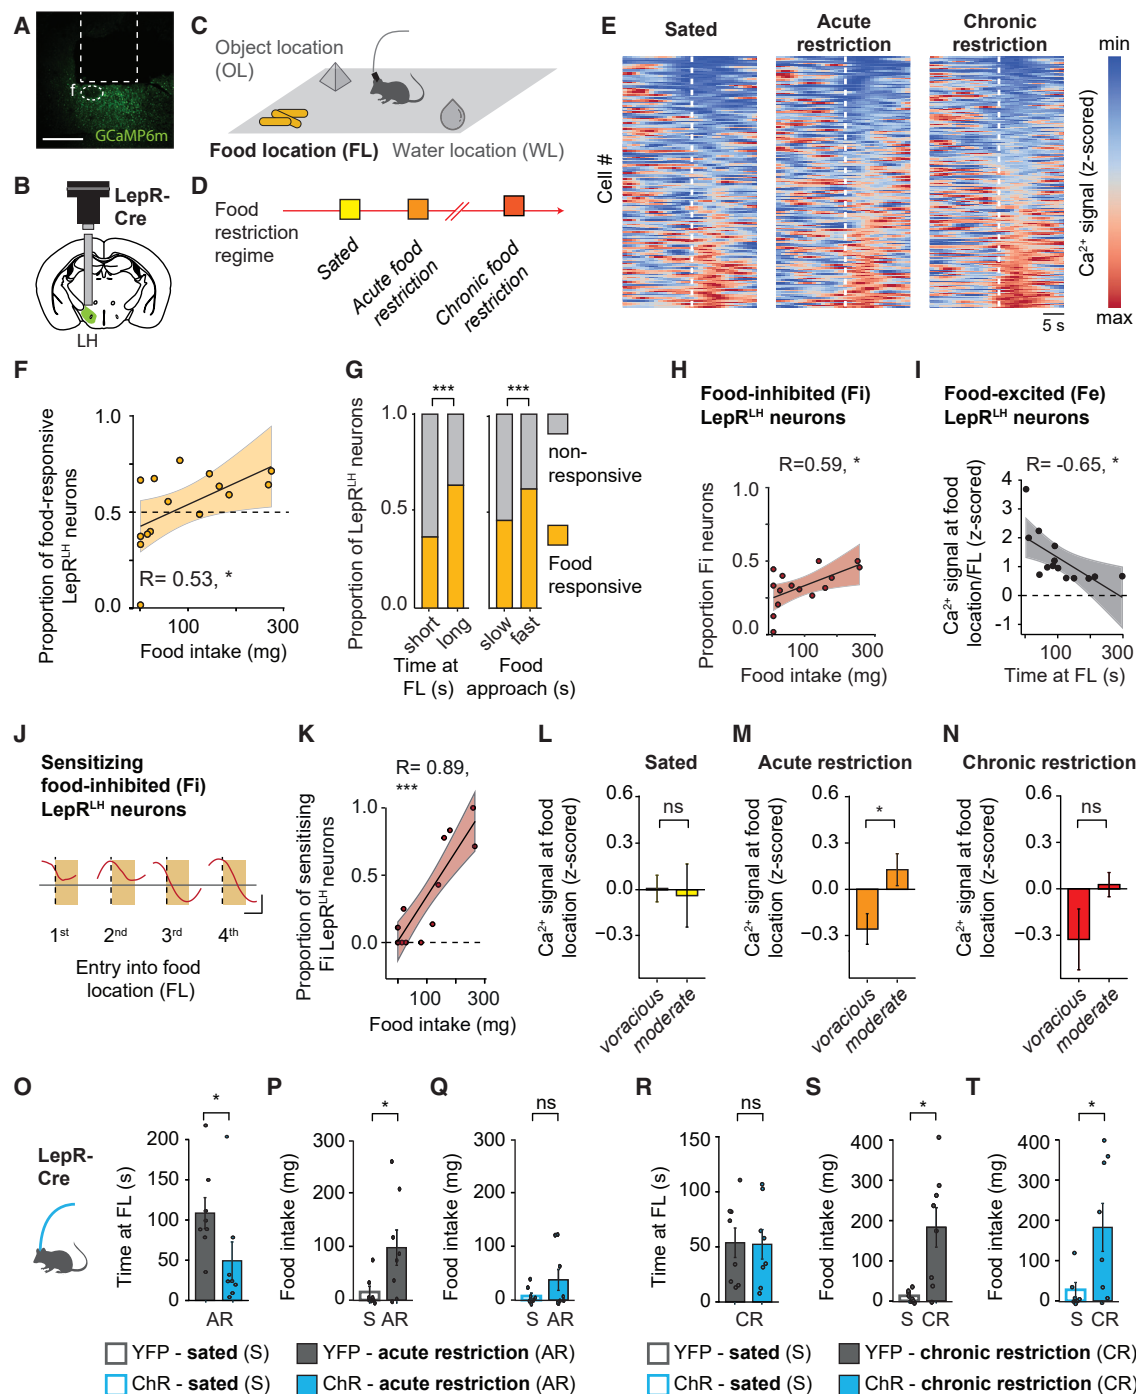 A
f
GCaMP6m
B
LepR-
Cre
LH
C
Object location
(OL)
Food location (FL)
Water location (WL)
D
Food
restriction
regime
Sated
Acute food
restriction
Chronic food
restriction
E
Sated
Acute
restriction
Chronic
restriction
Cell #
5 s
min
Ca²⁺ signal (z-scored)
max
F
Proportion of food-responsive
LepRᴸᴴ neurons
1.0
0.5
0.0
R= 0.53, *
100
300
Food intake (mg)
G
Proportion of LepRᴸᴴ neurons
1.0
0.5
0.0
***
***
short
long
slow
fast
Time at
FL (s)
Food
approach (s)
non-
responsive
Food
responsive
H
Food-inhibited (Fi)
LepRᴸᴴ neurons
R=0.59, *
Proportion Fi neurons
1.0
0.5
0.0
100
300
Food intake (mg)
I
Food-excited (Fe)
LepRᴸᴴ neurons
R= -0.65, *
Ca²⁺ signal at food
location/FL (z-score)
4
3
2
1
0
-1
100
300
Time at FL (s)
J
Sensitizing
food-inhibited (Fi)
LepRᴸᴴ neurons
1ˢᵗ
2ⁿᵈ
3ʳᵈ
4ᵗʰ
Entry into food
location (FL)
K
R= 0.89,
***
Proportion of sensitising
Fi LepRᴸᴴ neurons
1.0
0.5
0.0
100
300
Food intake (mg)
L
Sated
Ca²⁺ signal at food
location (z-scored)
0.6
0.3
0.0
−0.3
ns
voracious
moderate
M
Acute restriction
Ca²⁺ signal at food
location (z-scored)
0.6
0.3
0.0
−0.3
*
voracious
moderate
N
Chronic restriction
Ca²⁺ signal at food
location (z-scored)
0.6
0.3
0.0
−0.3
ns
voracious
moderate
O
LepR-
Cre
Time at FL (s)
200
150
100
50
0
*
AR
P
Food intake (mg)
300
200
100
0
*
S AR
Q
Food intake (mg)
300
200
100
0
ns
S AR
R
Time at FL (s)
150
100
50
0
ns
CR
S
Food intake (mg)
400
300
200
100
0
*
S CR
T
Food intake (mg)
400
300
200
100
0
*
S CR
YFP - sated (S)
YFP - acute restriction (AR)
ChR - sated (S)
ChR - acute restriction (AR)
YFP - sated (S)
YFP - chronic restriction (CR)
ChR - sated (S)
ChR - chronic restriction (CR)